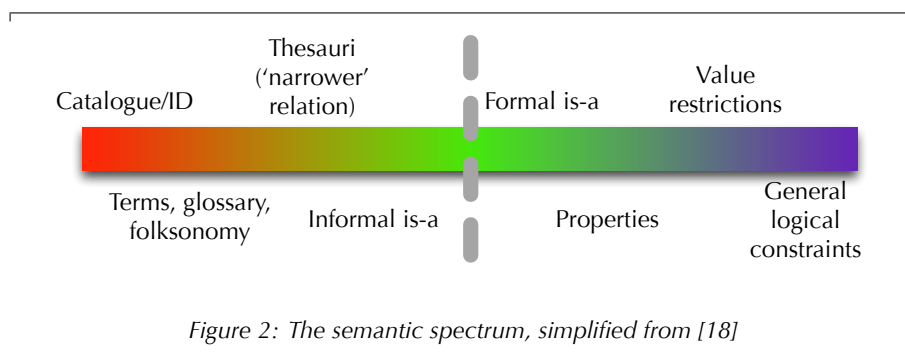 Thesauri
(‘narrower’
relation)
Catalogue/ID
Formal is-a
Value
restrictions
Terms, glossary,
folksonomy
Informal is-a
Properties
General
logical
constraints
Figure 2: The semantic spectrum, simplified from [18]